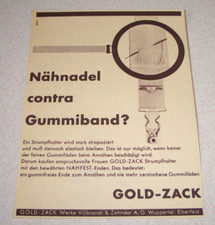 Nähnadel
contra
Gummiband?
Ein Strumpfhalter wird stark strapaziert
und muß dennoch elastisch bleiben. Das ist nur möglich, wenn keiner
der feinen Gummifäden beim Annähen beschädigt wird.
Darum kaufen anspruchsvolle Frauen GOLD-ZACK Strumpfhalter
mit den bewährten NÄHFEST-Enden. Das bedeutet:
ein gummifreies Ende zum Annähen und nie mehr zerstochene Gummifäden.
GOLD-ZACK
GOLD-ZACK Werke Villbrandt & Zehnder A.G. Wuppertal-Elberfeld